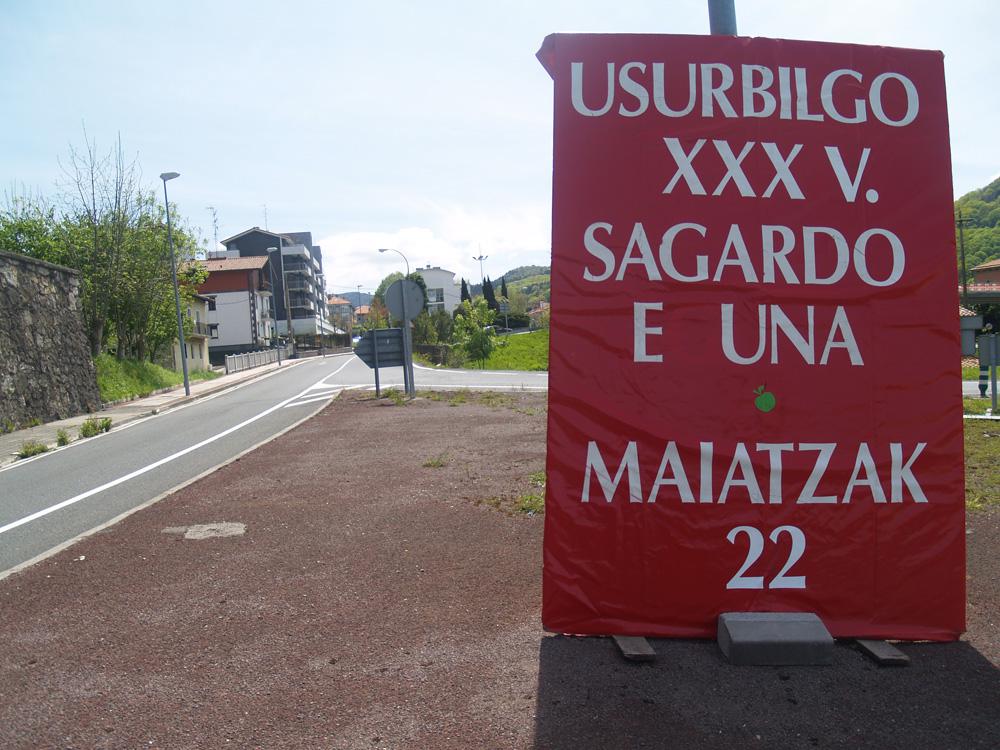 USURBILGO
XXX V.
SAGARDO
E UNA
MAIATZAK
22